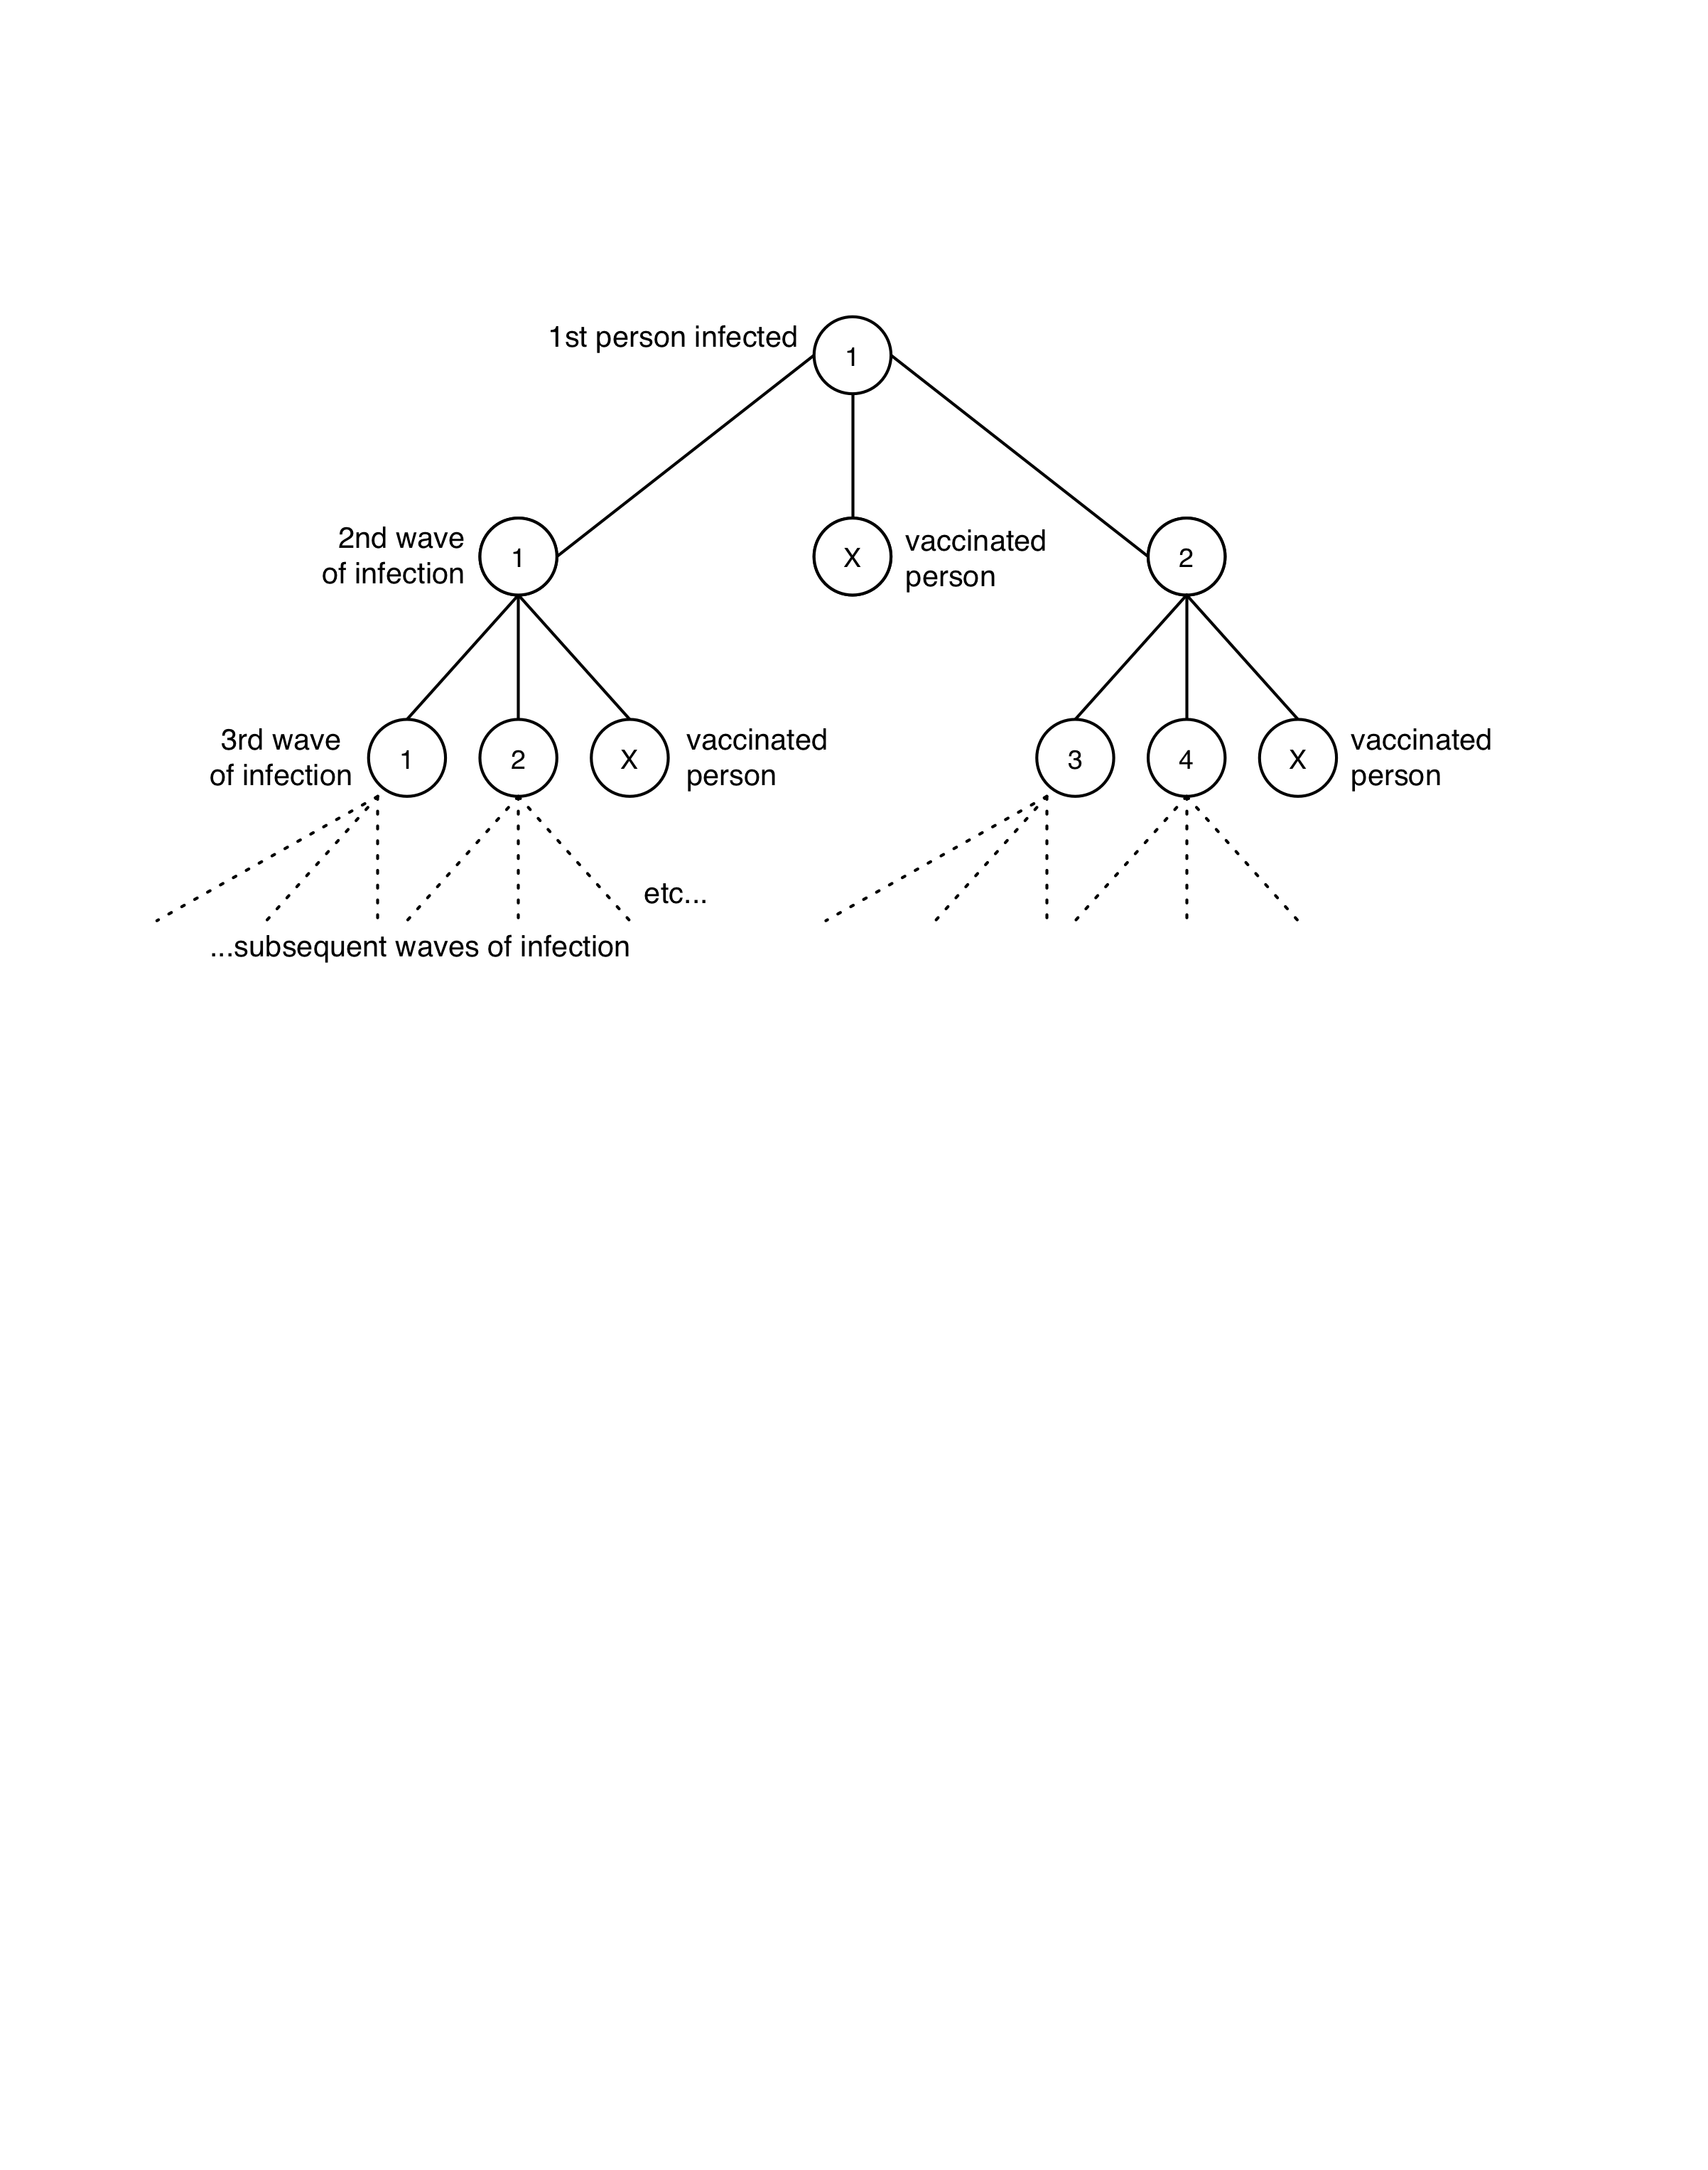 1st person infected
1
2nd wave
of infection
1
X
vaccinated
person
2
3rd wave
of infection
1
2
X
vaccinated
person
3
4
X
vaccinated
person
etc...
...subsequent waves of infection